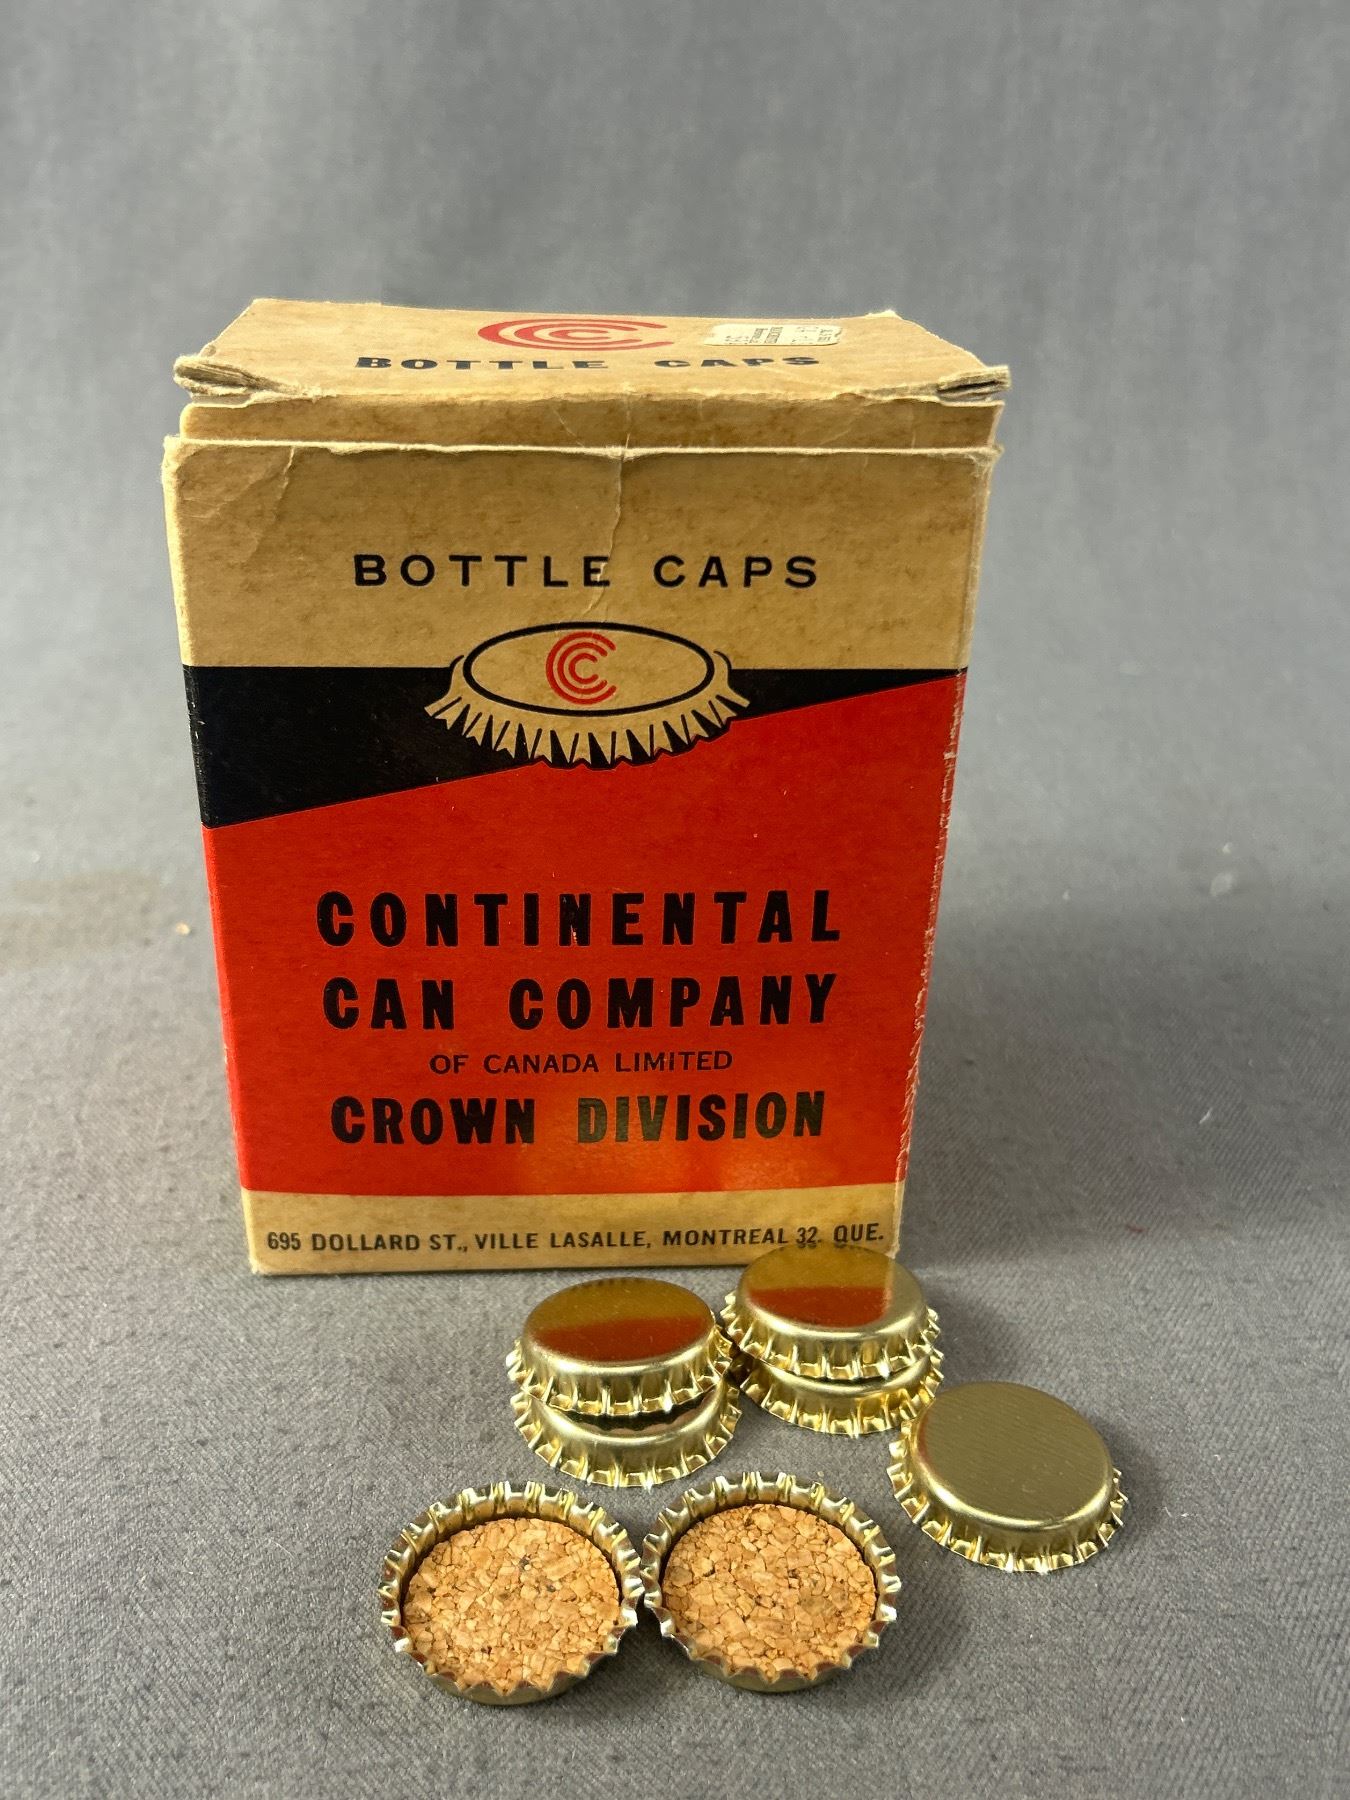 BOTTLE CAPS
BOTTLE CAPS
CONTINENTAL
CAN COMPANY
OF CANADA LIMITED
CROWN DIVISION
695 DOLLARD ST., VILLE LASALLE, MONTREAL 32. QUE.